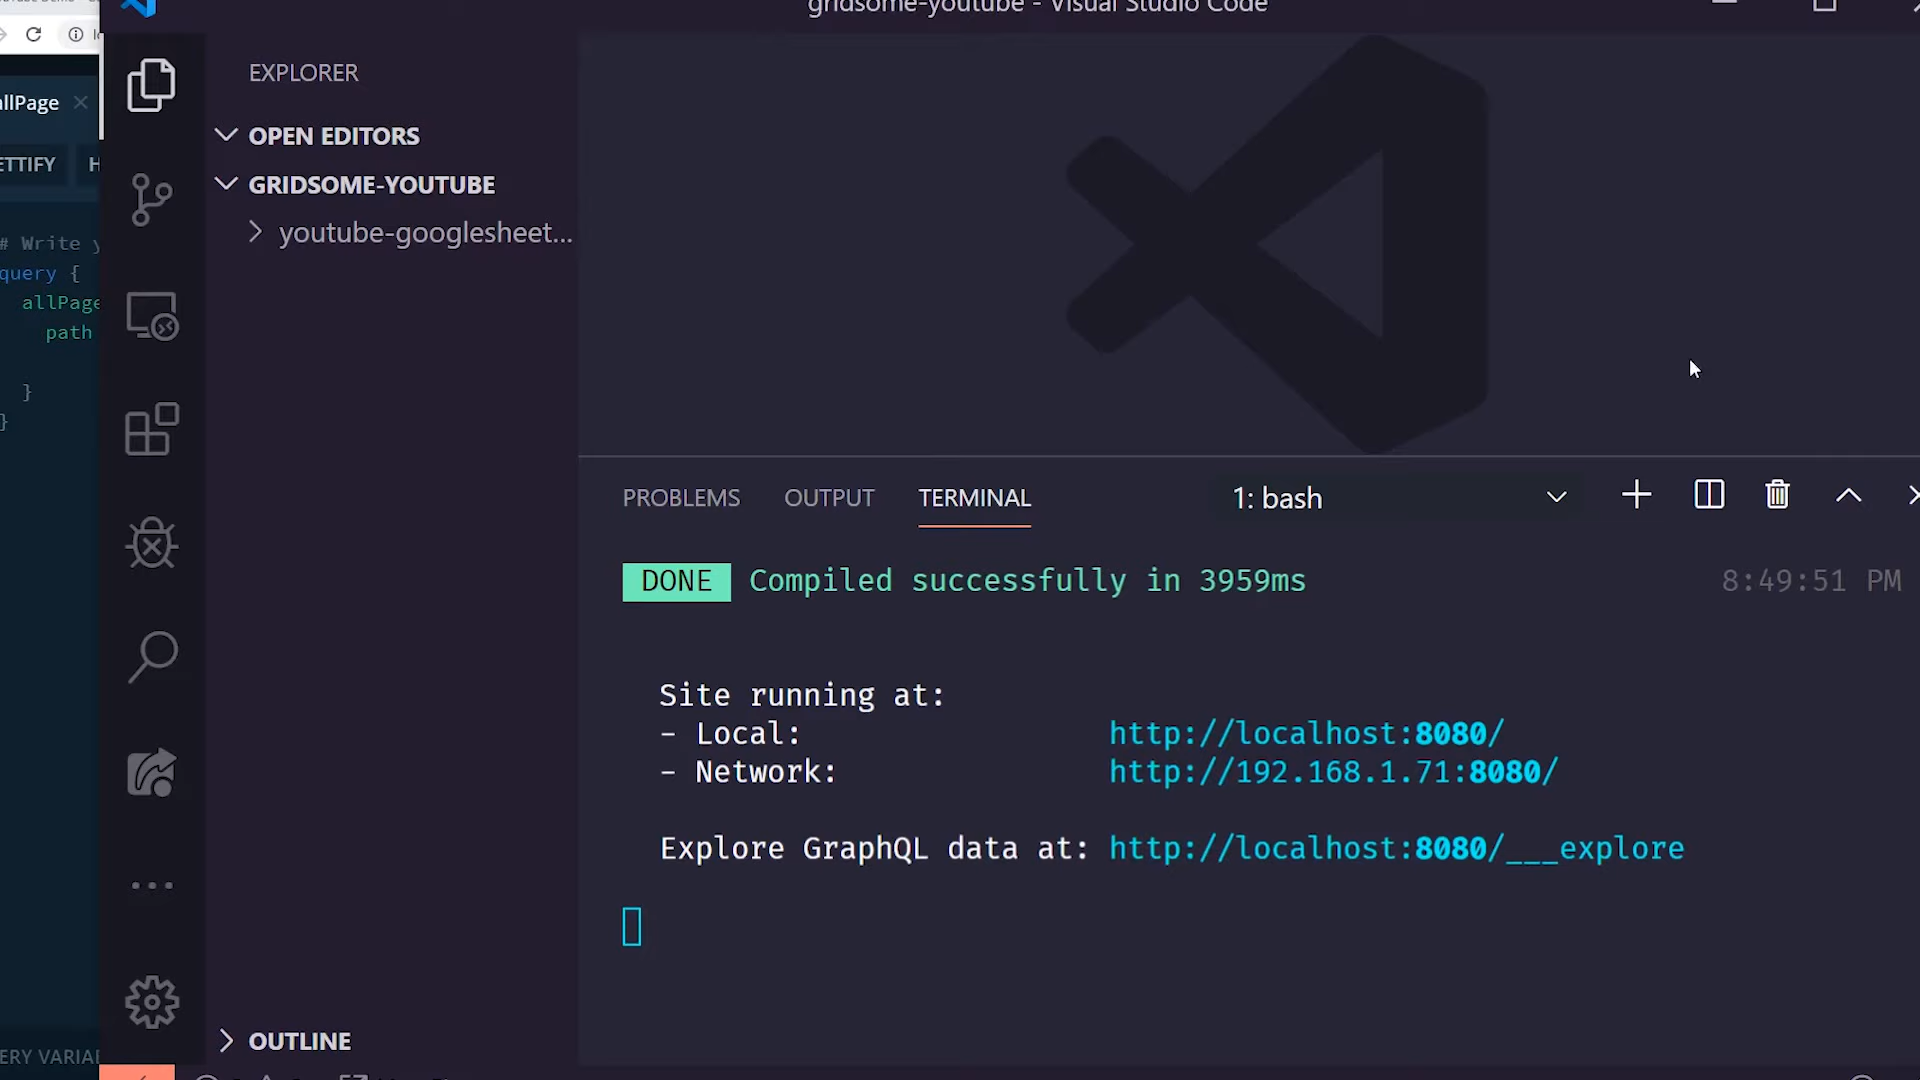 gridsome-youtube - Visual Studio Code
EXPLORER
OPEN EDITORS
GRIDSOME-YOUTUBE
youtube-googlesheet...
OUTLINE
allPage
ETTIFY
H
# Write y
query {
allPage
path
}
}
ERY VARIAB
PROBLEMS
OUTPUT
TERMINAL
1: bash
DONE Compiled successfully in 3959ms
8:49:51 PM
Site running at:
- Local: http://localhost:8080/
- Network: http://192.168.1.71:8080/
Explore GraphQL data at: http://localhost:8080/___explore